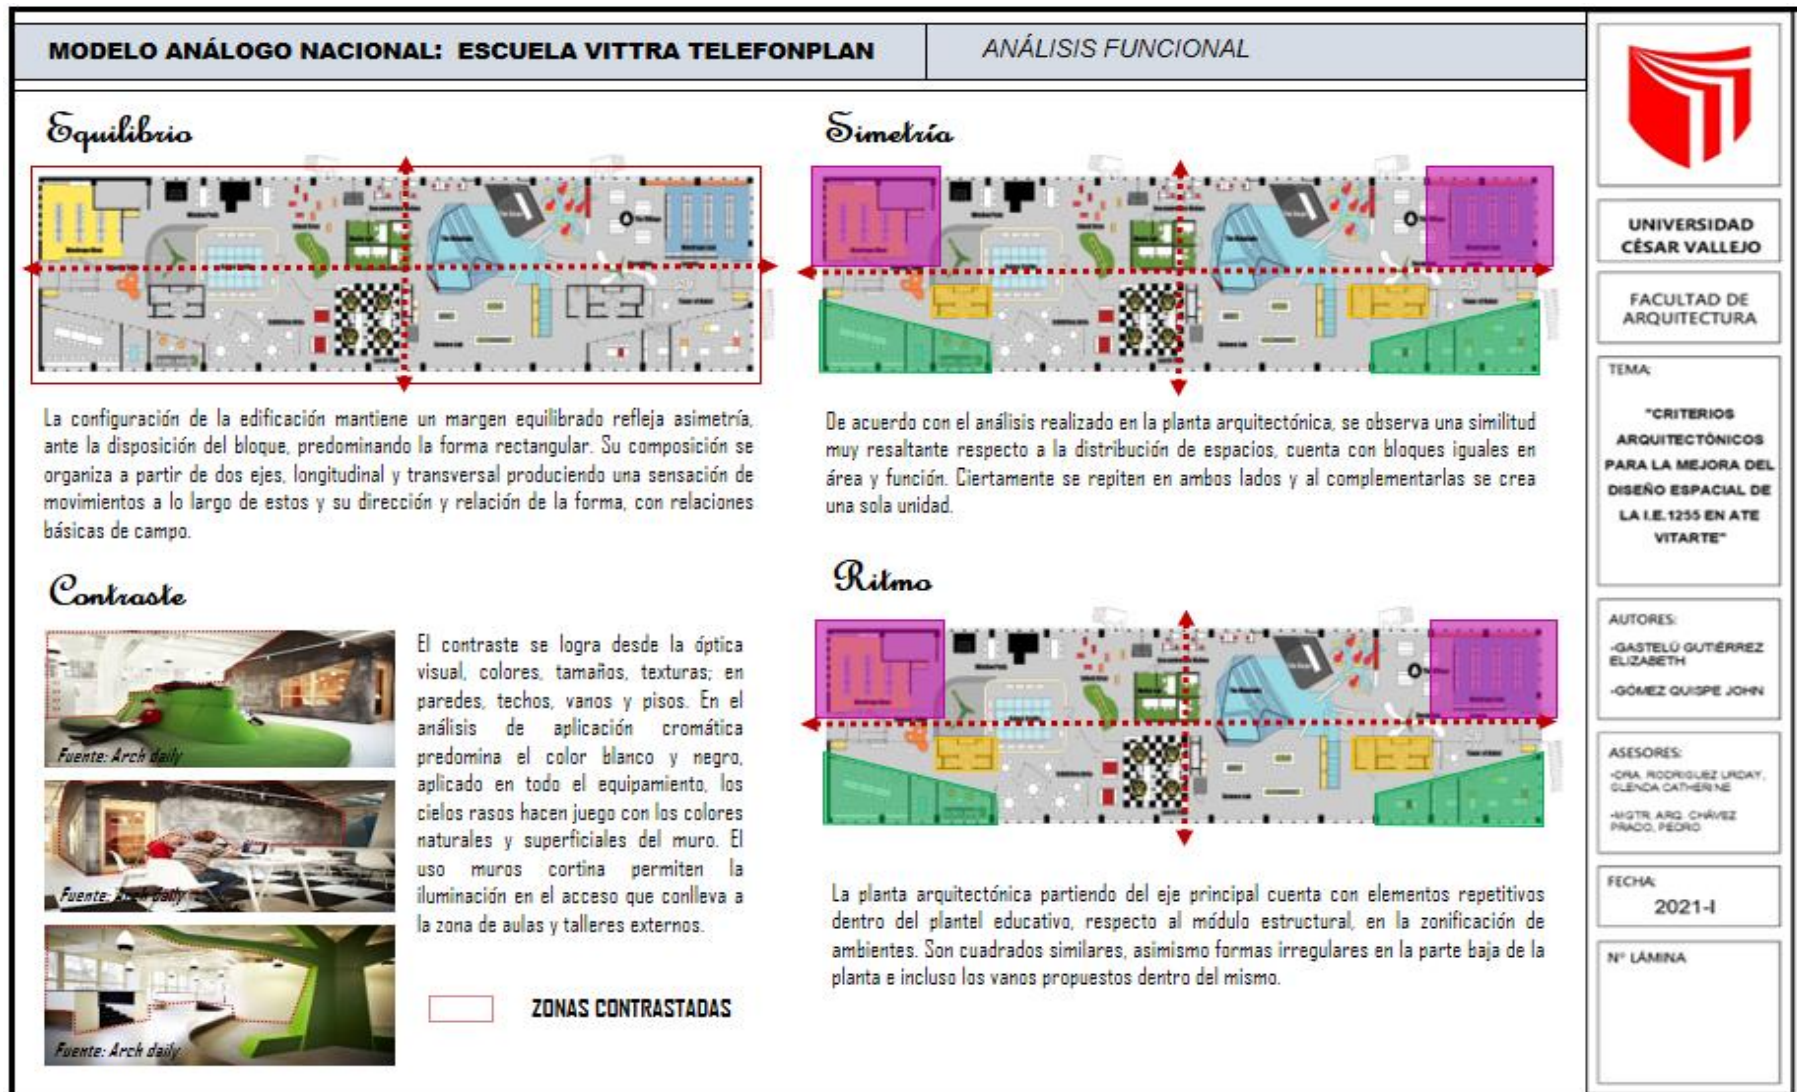 MODELO ANÁLOGO NACIONAL: ESCUELA VITTRA TELEFONPLAN
ANÁLISIS FUNCIONAL
Equilibrio
La configuración de la edificación mantiene un margen equilibrado refleja asimetría,
ante la disposición del bloque, predominando la forma rectangular. Su composición se
organiza a partir de dos ejes, longitudinal y transversal produciendo una sensación de
movimientos a lo largo de estos y su dirección y relación de la forma, con relaciones
básicas de campo.
Simetría
De acuerdo con el análisis realizado en la planta arquitectónica, se observa una similitud
muy resaltante respecto a la distribución de espacios, cuenta con bloques iguales en
área y función. Ciertamente se repiten en ambos lados y al complementarlas se crea
una sola unidad.
Contraste
Fuente: Arch daily
Fuente: Arch daily
Fuente: Arch daily
El contraste se logra desde la óptica
visual, colores, tamaños, texturas; en
paredes, techos, vanos y pisos. En el
análisis de aplicación cromática
predomina el color blanco y negro,
aplicado en todo el equipamiento, los
cielos rasos hacen juego con los colores
naturales y superficiales del muro. El
uso muros cortina permiten la
iluminación en el acceso que conlleva a
la zona de aulas y talleres externos.
ZONAS CONTRASTADAS
Ritmo
La planta arquitectónica partiendo del eje principal cuenta con elementos repetitivos
dentro del plantel educativo, respecto al módulo estructural, en la zonificación de
ambientes. Son cuadrados similares, asimismo formas irregulares en la parte baja de la
planta e incluso los vanos propuestos dentro del mismo.
UNIVERSIDAD
CÉSAR VALLEJO
FACULTAD DE
ARQUITECTURA
TEMA:
"CRITERIOS
ARQUITECTÓNICOS
PARA LA MEJORA DEL
DISEÑO ESPACIAL DE
LA I.E.1255 EN ATE
VITARTE"
AUTORES:
-GASTELÚ GUTIÉRREZ
ELIZABETH
-GÓMEZ QUISPE JOHN
ASESORES:
-DRA. RODRIGUEZ URDAY,
GLENDA CATHERINE
-MGTR. ARQ. CHÁVEZ
PRADO, PEDRO
FECHA:
2021-I
Nº LÁMINA